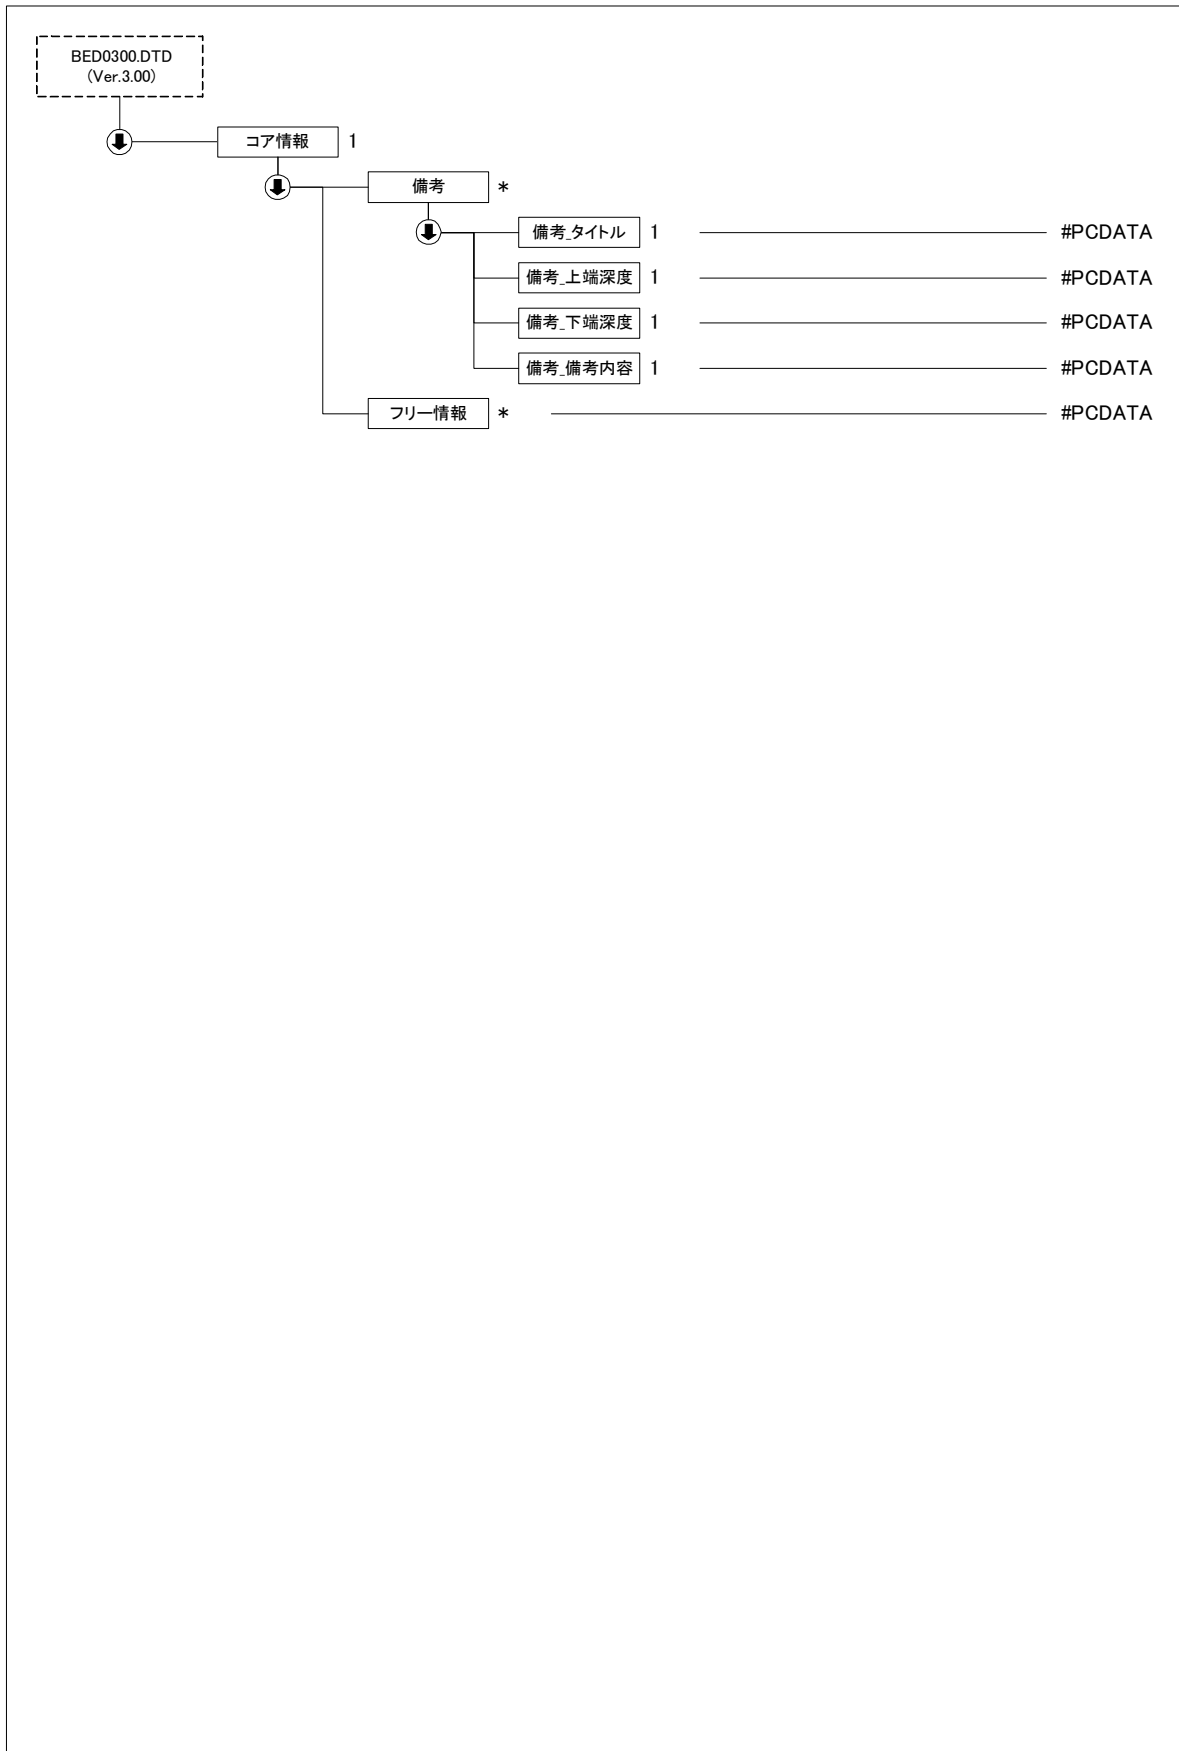 BED0300.DTD
(Ver.3.00)
コア情報 1
備考 *
備考_タイトル 1 #PCDATA
備考_上端深度 1 #PCDATA
備考_下端深度 1 #PCDATA
備考_備考内容 1 #PCDATA
フリー情報 * #PCDATA